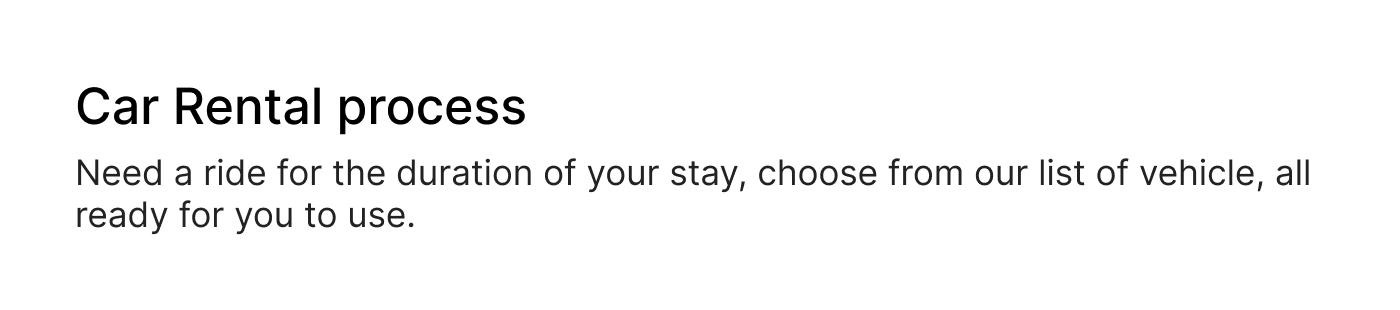 Car Rental process
Need a ride for the duration of your stay, choose from our list of vehicle, all
ready for you to use.